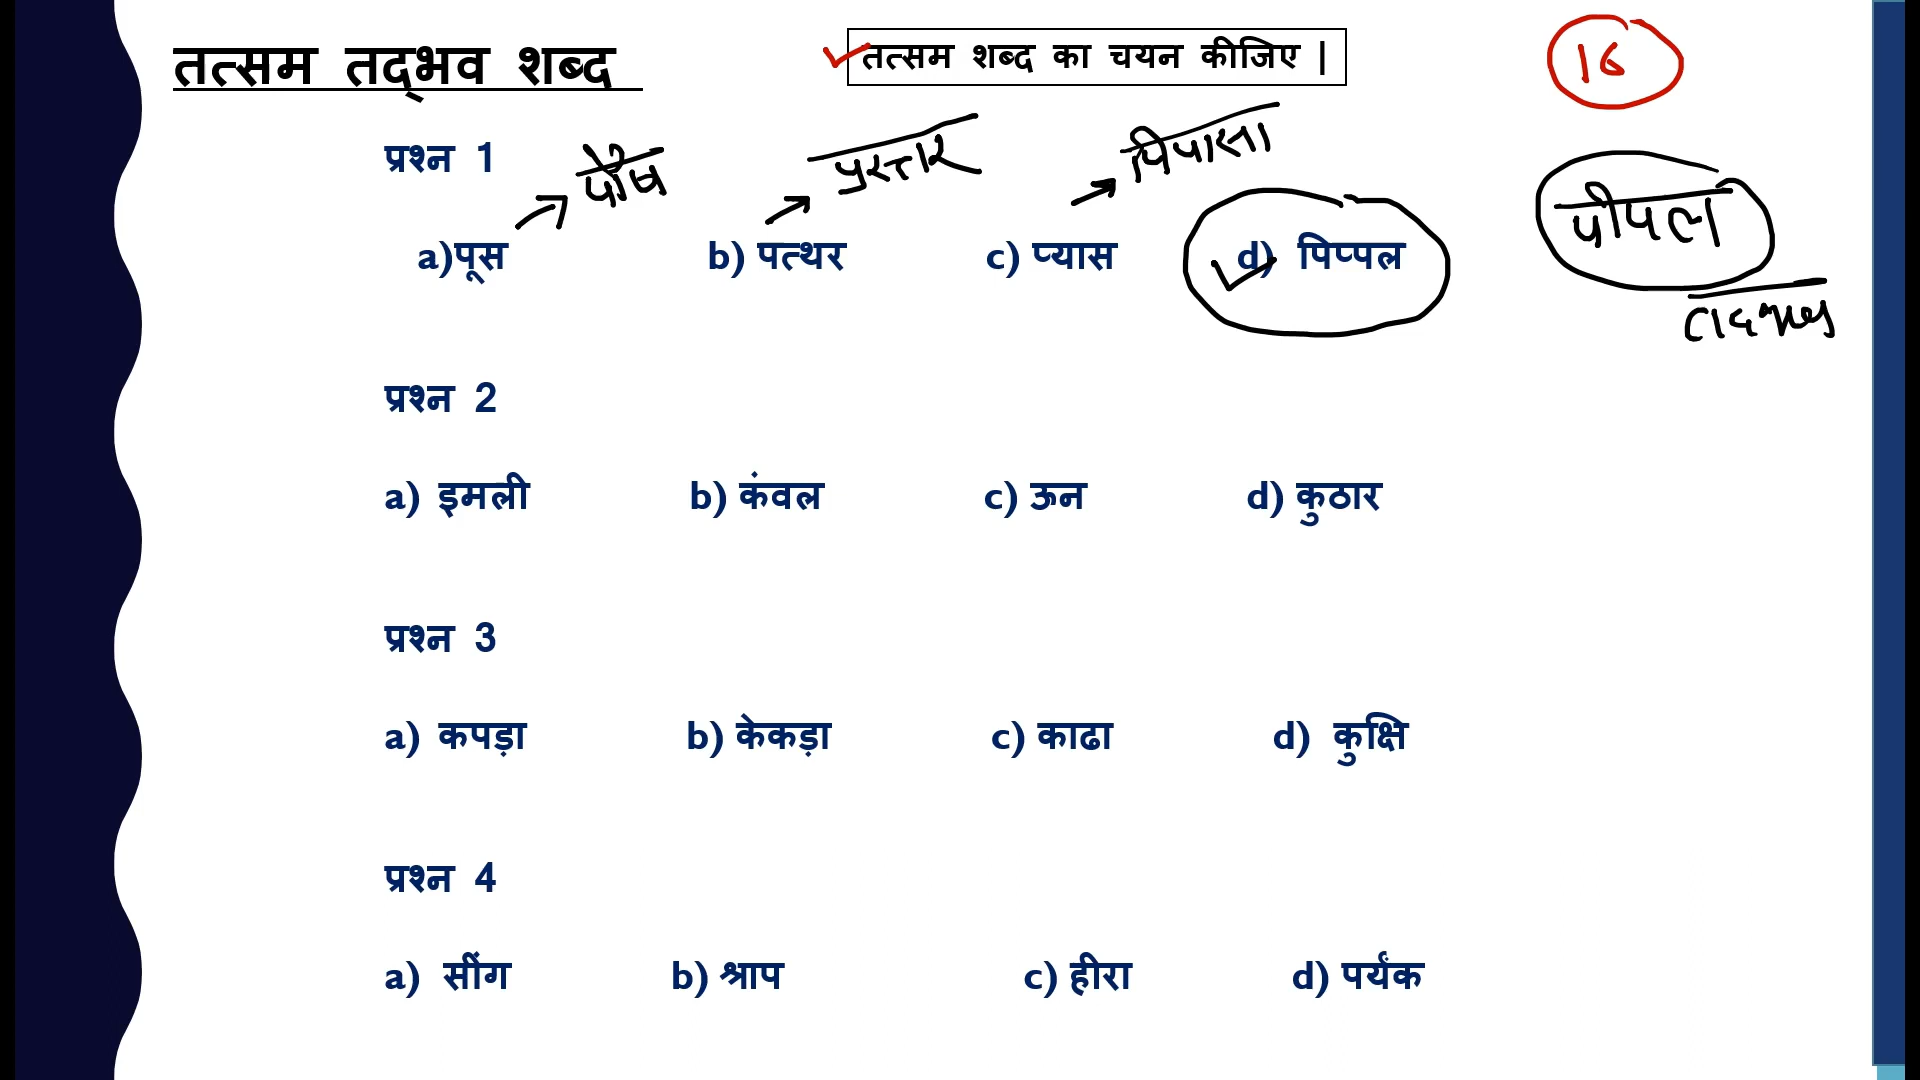 तत्सम तद्भव शब्द
तत्सम शब्द का चयन कीजिए |
16
प्रश्न 1
पौष
प्रस्तार
पिपासा
पीपल
a)पूस b) पत्थर c) प्यास d) पिप्पल
तदभव
प्रश्न 2
a) इमली b) कंवल c) ऊन d) कुठार
प्रश्न 3
a) कपड़ा b) केकड़ा c) काढा d) कुक्षि
प्रश्न 4
a) सींग b) श्राप c) हीरा d) पर्यंक